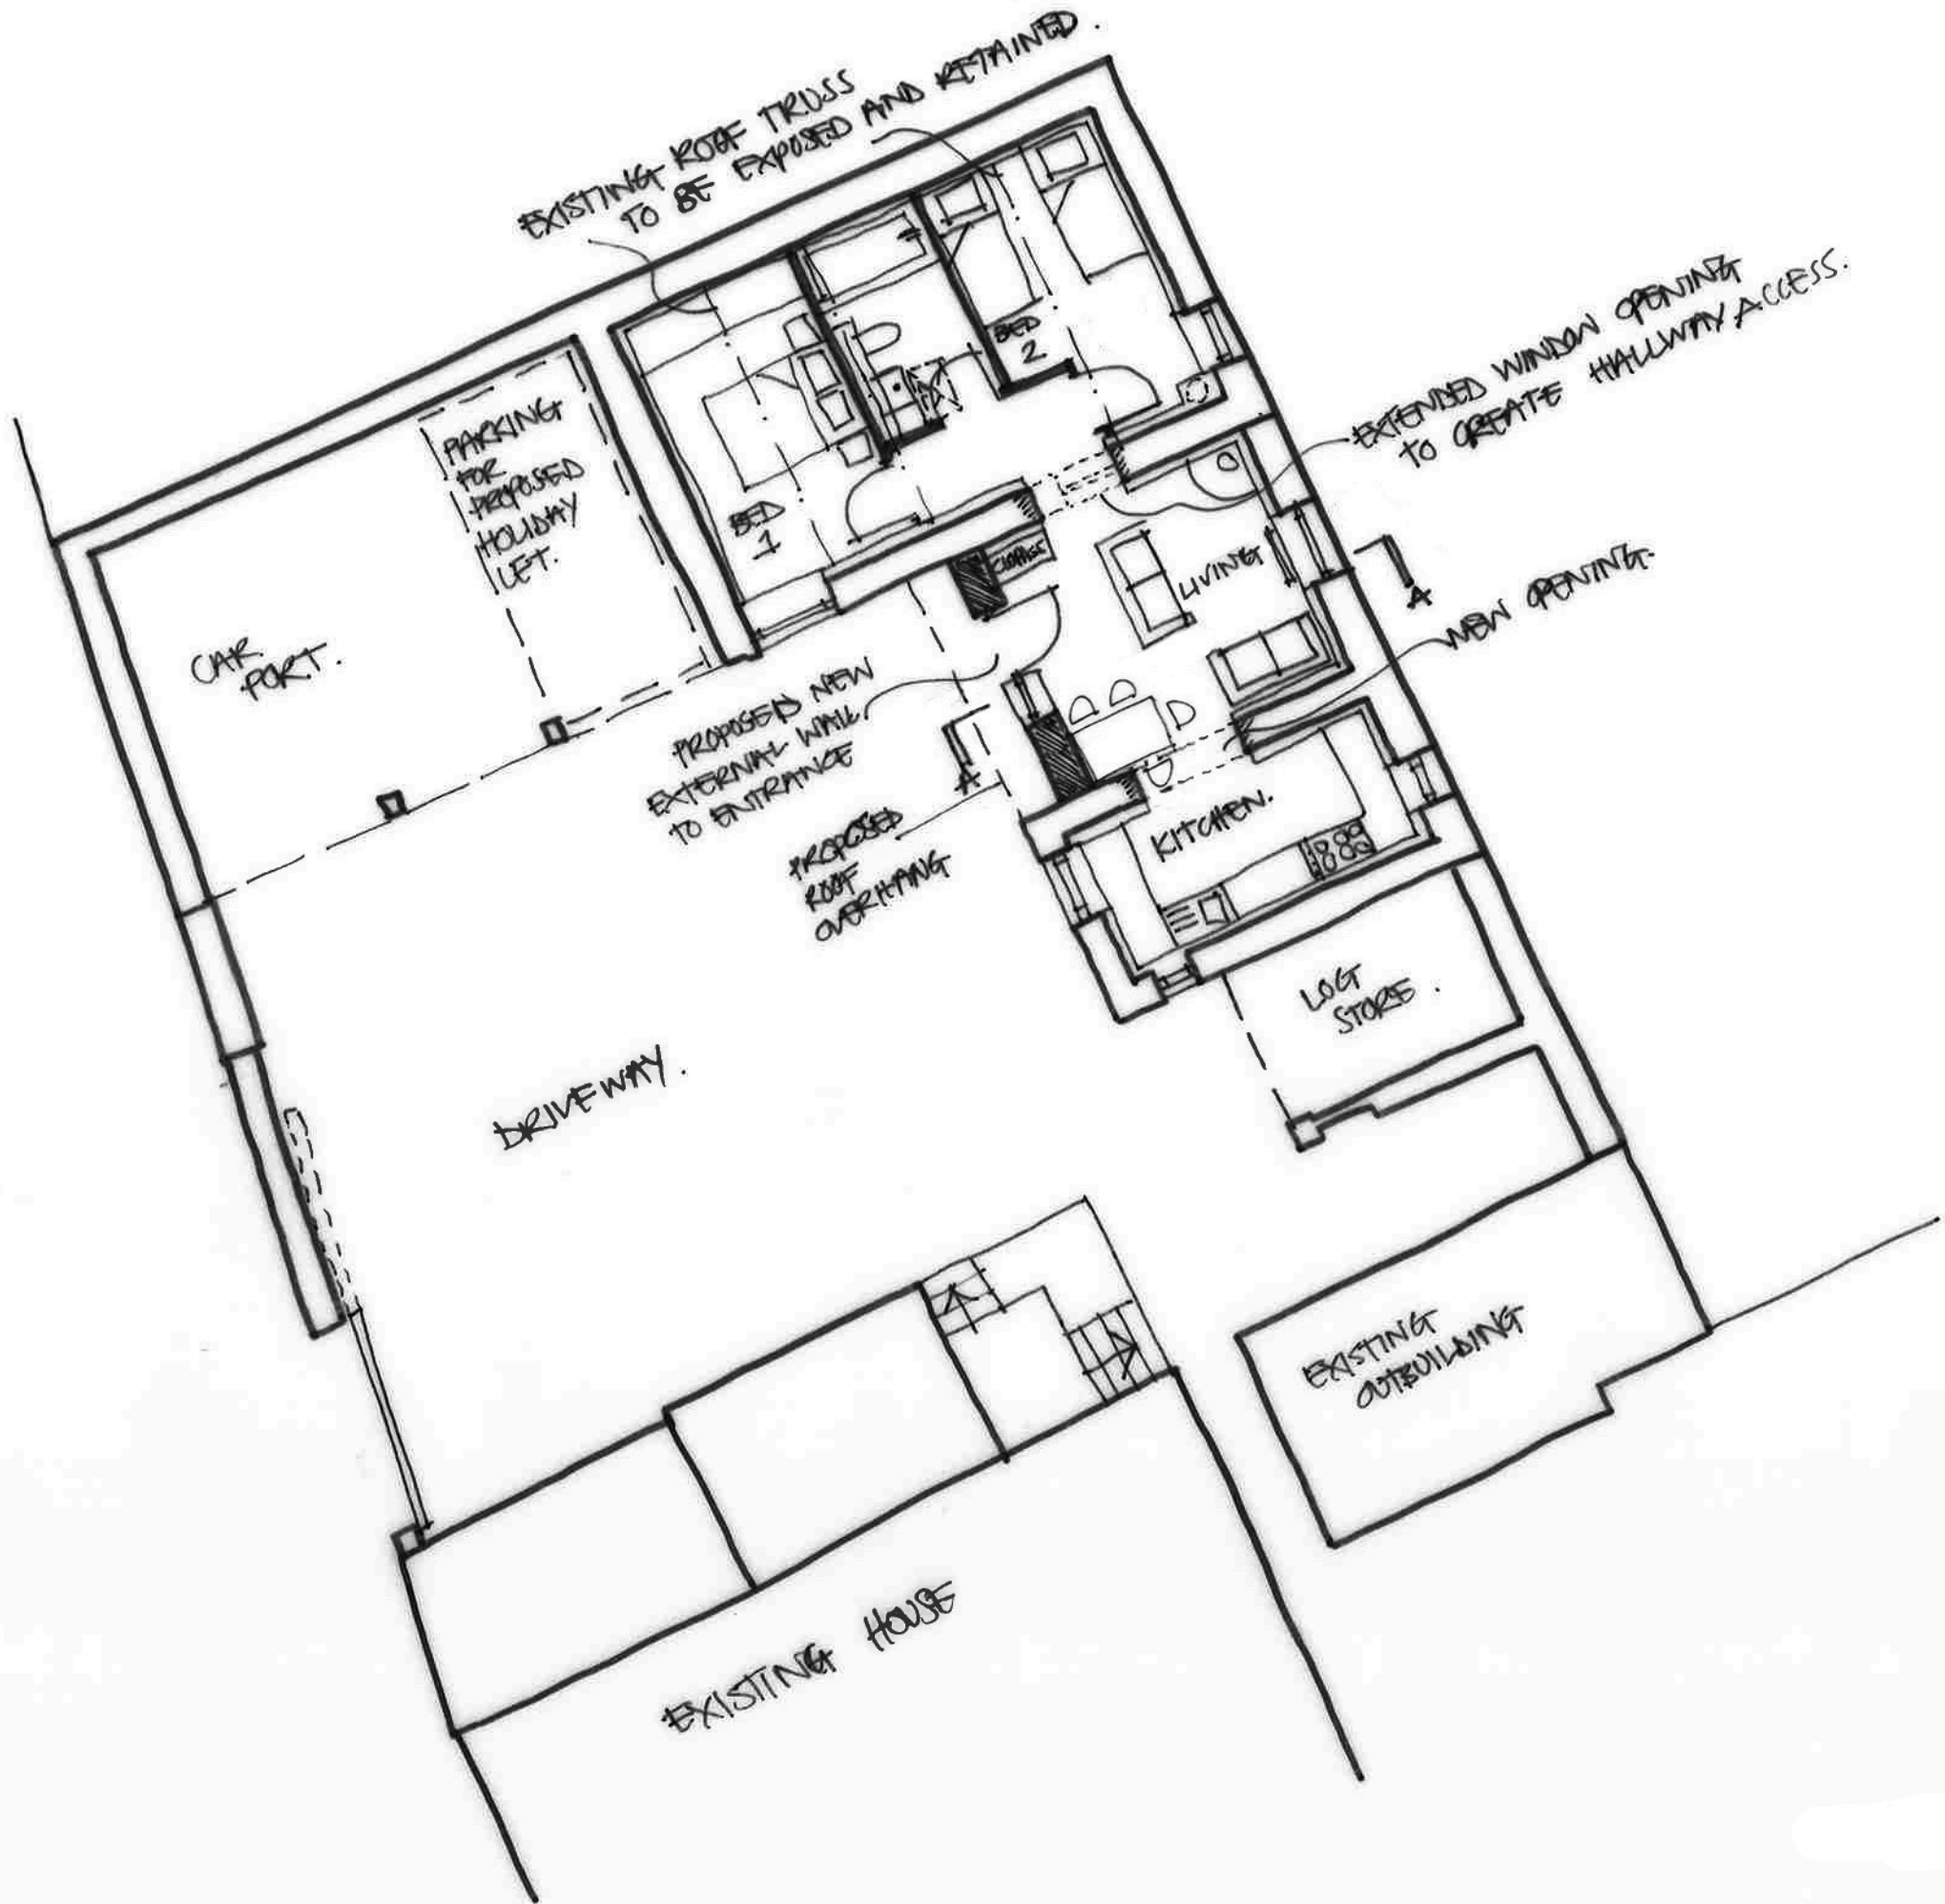 EXISTING ROOF TRUSS
TO BE EXPOSED AND RETAINED.
PARKING
FOR
PROPOSED
HOLIDAY
LET.
CAR
PORT.
BED
1
BED
2
EXTENDED WINDOW OPENING
TO CREATE HALLWAY ACCESS.
LIVING
A
NEW OPENING.
PROPOSED NEW
EXTERNAL WALL
TO ENTRANCE
A
PROPOSED
ROOF
OVERHANG
KITCHEN.
LOG
STORE.
DRIVEWAY.
EXISTING
OUTBUILDING
EXISTING HOUSE